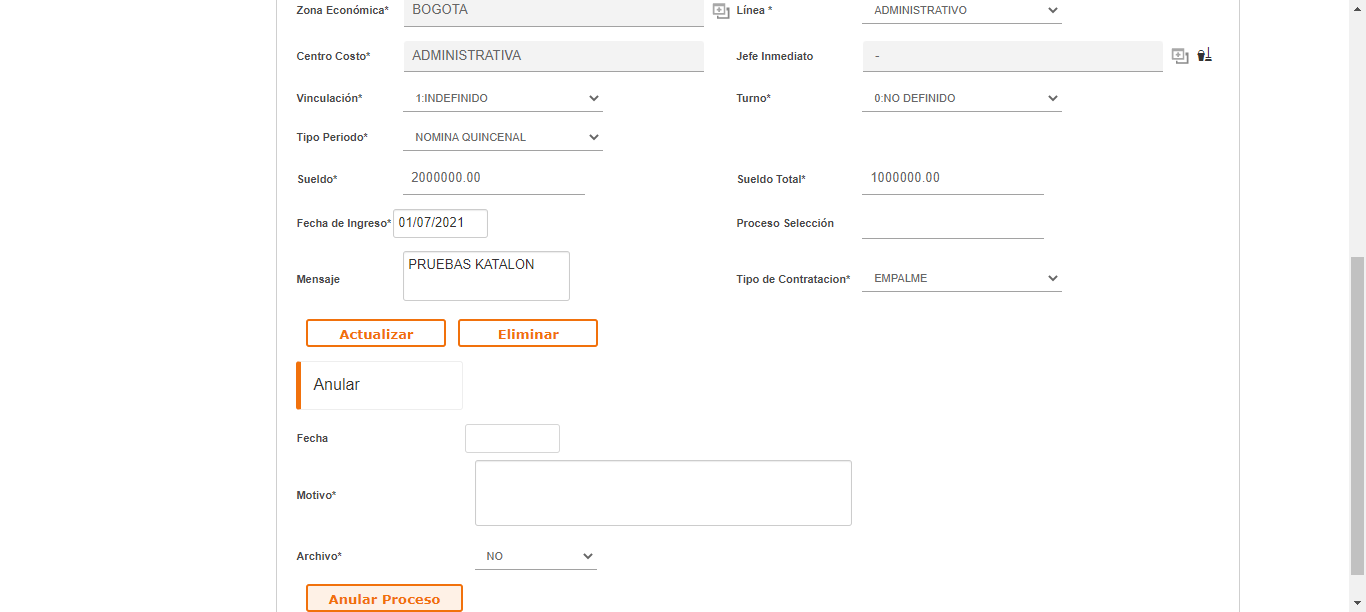 Zona Económica* BOGOTA Línea * ADMINISTRATIVO
Centro Costo* ADMINISTRATIVA Jefe Inmediato -
Vinculación* 1:INDEFINIDO Turno* 0:NO DEFINIDO
Tipo Periodo* NOMINA QUINCENAL
Sueldo* 2000000.00 Sueldo Total* 1000000.00
Fecha de Ingreso* 01/07/2021 Proceso Selección
Mensaje PRUEBAS KATALON Tipo de Contratacion* EMPALME
Actualizar Eliminar
Anular
Fecha
Motivo*
Archivo* NO
Anular Proceso